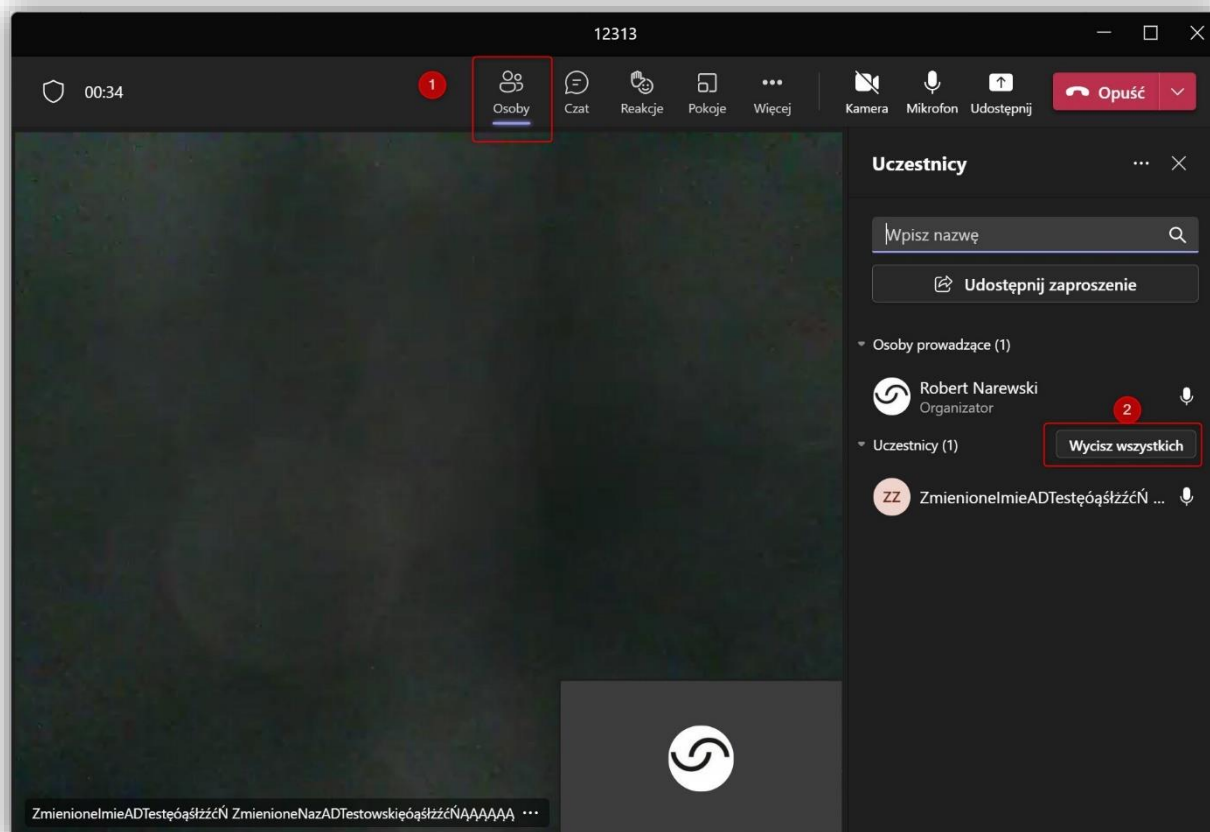 12313
00:34
1
Osoby
Czat
Reakcje
Pokoje
Więcej
Kamera
Mikrofon
Udostępnij
Opuść
Uczestnicy
Wpisz nazwę
Udostępnij zaproszenie
Osoby prowadzące (1)
Robert Narewski
Organizator
2
Uczestnicy (1)
Wycisz wszystkich
ZZ
ZmienioneImieADTestęóąśłżźćŃ ...
ZmienioneImieADTestęóąśłżźćŃ ZmienioneNazADTestowskięóąśłżźćŃĄĄĄĄĄĄ ...